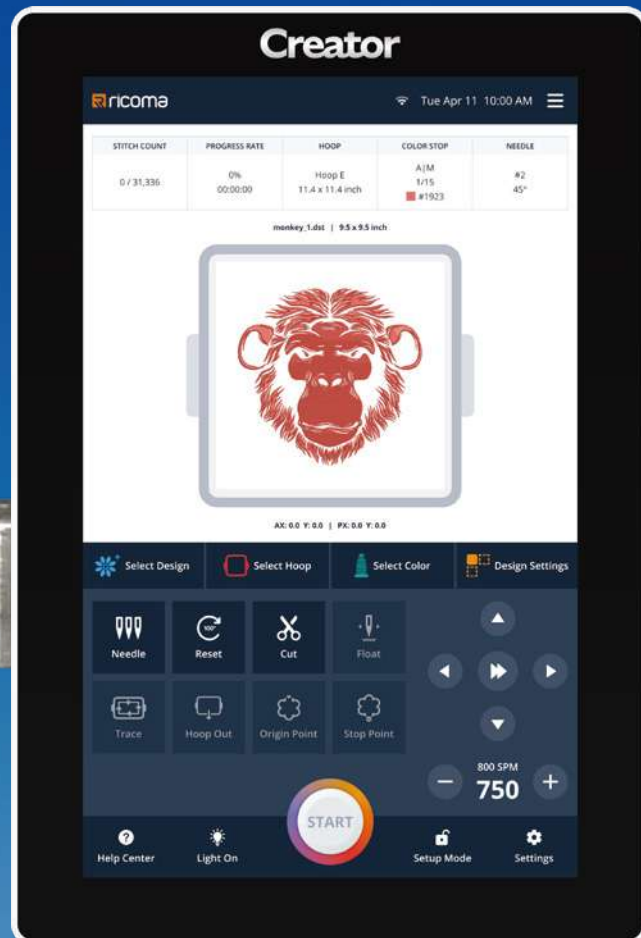 Creator
ricoma
Tue Apr 11 10:00 AM
STITCH COUNT PROGRESS RATE HOOP COLOR STOP NEEDLE
0 / 31,336 0% Hoop E A|M #2
00:00:00 11.4 x 11.4 inch 1/15 45°
#1923
monkey_1.dst | 9.5 x 9.5 inch
AX: 0.0 Y: 0.0 | PX: 0.0 Y: 0.0
Select Design Select Hoop Select Color Design Settings
Needle Reset Cut Float
Trace Hoop Out Origin Point Stop Point
800 SPM
750
START
Help Center Light On Setup Mode Settings